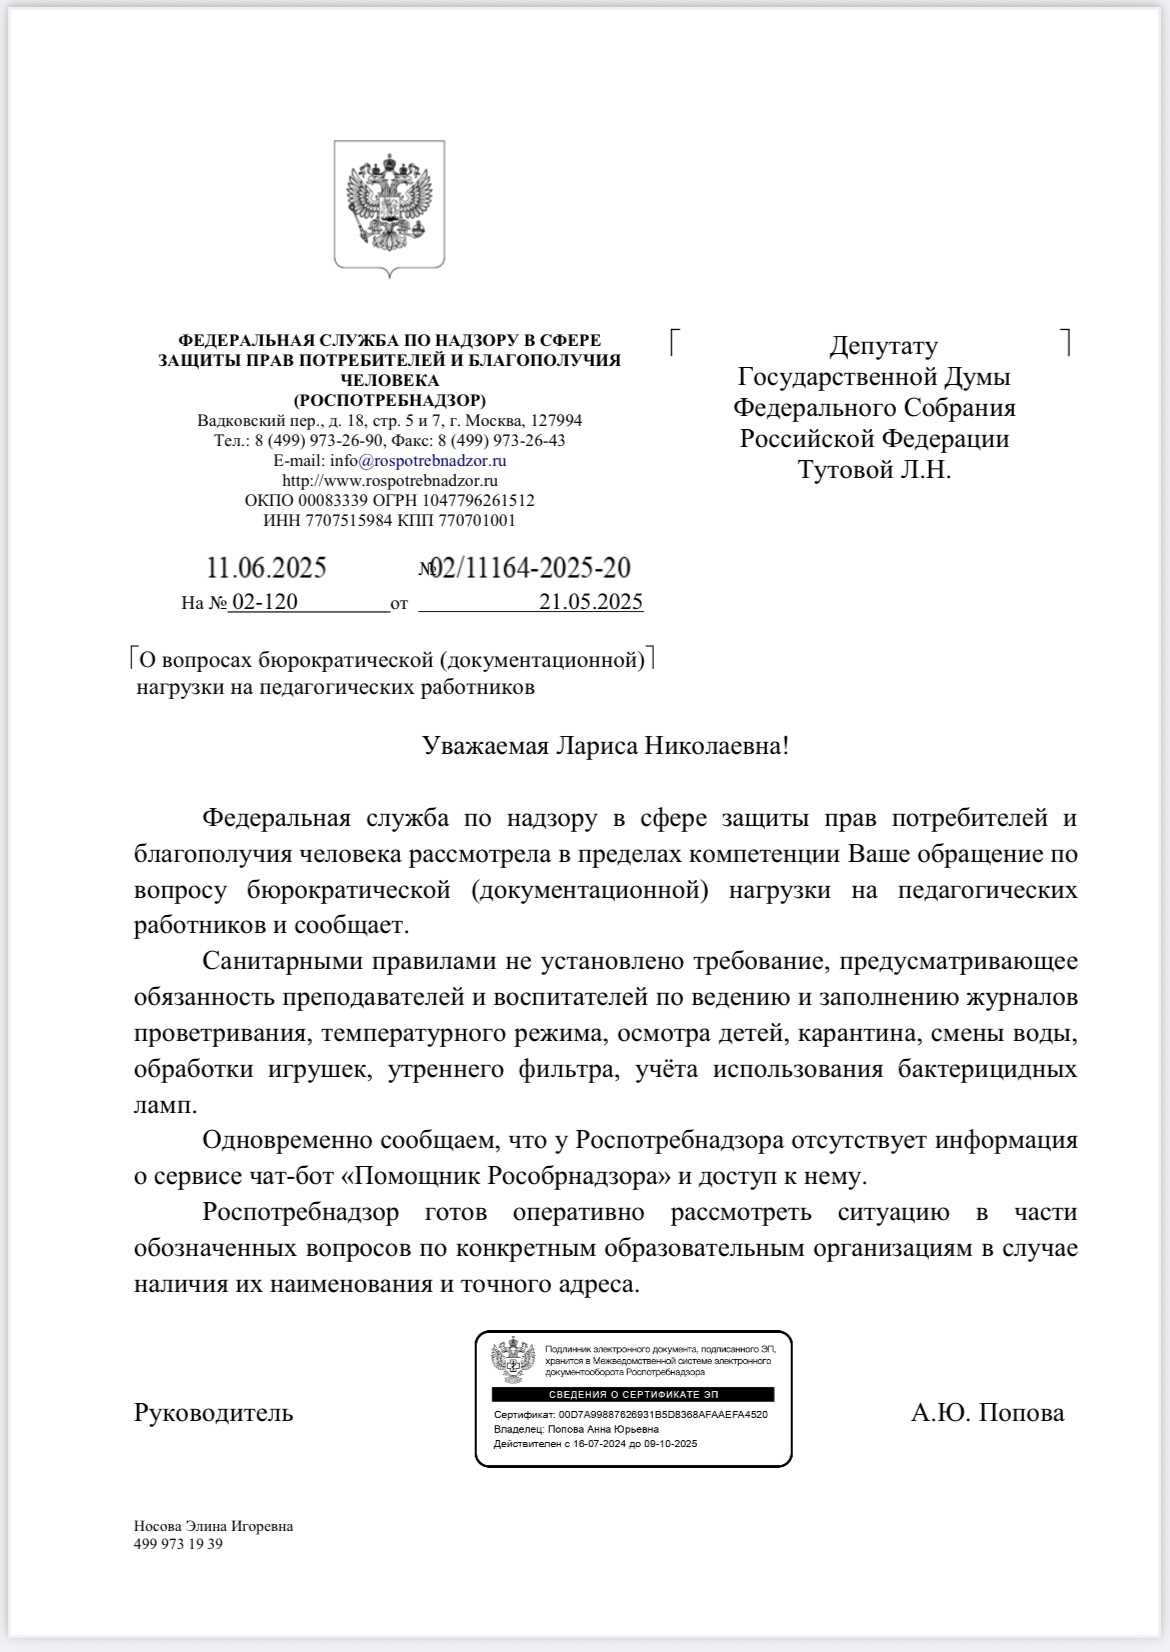 ФЕДЕРАЛЬНАЯ СЛУЖБА ПО НАДЗОРУ В СФЕРЕ
ЗАЩИТЫ ПРАВ ПОТРЕБИТЕЛЕЙ И БЛАГОПОЛУЧИЯ
ЧЕЛОВЕКА
(РОСПОТРЕБНАДЗОР)
Вадковский пер., д. 18, стр. 5 и 7, г. Москва, 127994
Тел.: 8 (499) 973-26-90, Факс: 8 (499) 973-26-43
E-mail: info@rospotrebnadzor.ru
http://www.rospotrebnadzor.ru
ОКПО 00083339 ОГРН 1047796261512
ИНН 7707515984 КПП 770701001
11.06.2025 №02/11164-2025-20
На № 02-120 от 21.05.2025
Депутату
Государственной Думы
Федерального Собрания
Российской Федерации
Тутовой Л.Н.
О вопросах бюрократической (документационной)
нагрузки на педагогических работников
Уважаемая Лариса Николаевна!
Федеральная служба по надзору в сфере защиты прав потребителей и
благополучия человека рассмотрела в пределах компетенции Ваше обращение по
вопросу бюрократической (документационной) нагрузки на педагогических
работников и сообщает.
Санитарными правилами не установлено требование, предусматривающее
обязанность преподавателей и воспитателей по ведению и заполнению журналов
проветривания, температурного режима, осмотра детей, карантина, смены воды,
обработки игрушек, утреннего фильтра, учёта использования бактерицидных
ламп.
Одновременно сообщаем, что у Роспотребнадзора отсутствует информация
о сервисе чат-бот «Помощник Рособрнадзора» и доступ к нему.
Роспотребнадзор готов оперативно рассмотреть ситуацию в части
обозначенных вопросов по конкретным образовательным организациям в случае
наличия их наименования и точного адреса.
Подлинник электронного документа, подписанного ЭП,
хранится в Межведомственной системе электронного
документооборота Роспотребнадзора
СВЕДЕНИЯ О СЕРТИФИКАТЕ ЭП
Сертификат: 00D7A99887626931B5D8368AFAAEFA4520
Владелец: Попова Анна Юрьевна
Действителен с 16-07-2024 до 09-10-2025
Руководитель
А.Ю. Попова
Носова Элина Игоревна
499 973 19 39